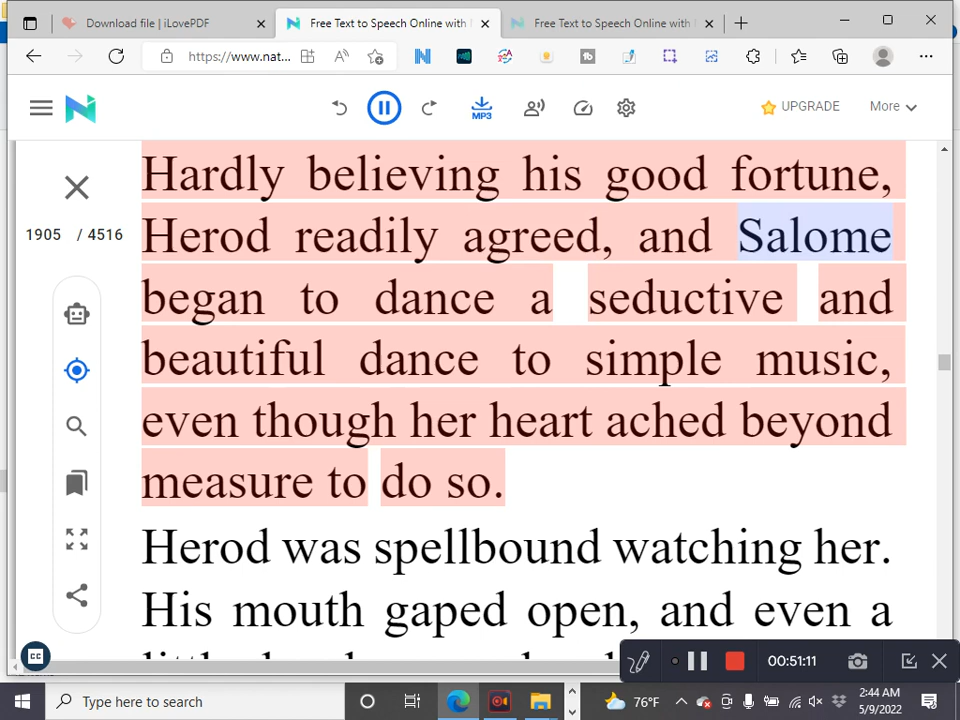 Download file | iLovePDF
Free Text to Speech Online with
Free Text to Speech Online with
https://www.nat...
MP3
UPGRADE
More
Hardly believing his good fortune,
Herod readily agreed, and Salome
began to dance a seductive and
beautiful dance to simple music,
even though her heart ached beyond
measure to do so.
Herod was spellbound watching her.
His mouth gaped open, and even a
1905 / 4516
CC
00:51:11
Type here to search
76°F
2:44 AM
5/9/2022